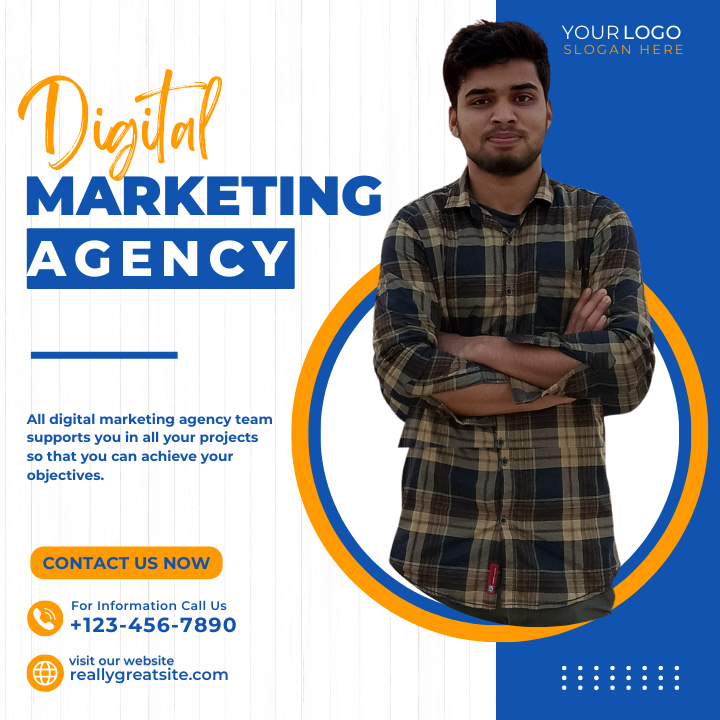 YOUR LOGO
SLOGAN HERE
Digital
MARKETING
AGENCY
All digital marketing agency team
supports you in all your projects
so that you can achieve your
objectives.
CONTACT US NOW
For Information Call Us
+123-456-7890
visit our website
reallygreatsite.com